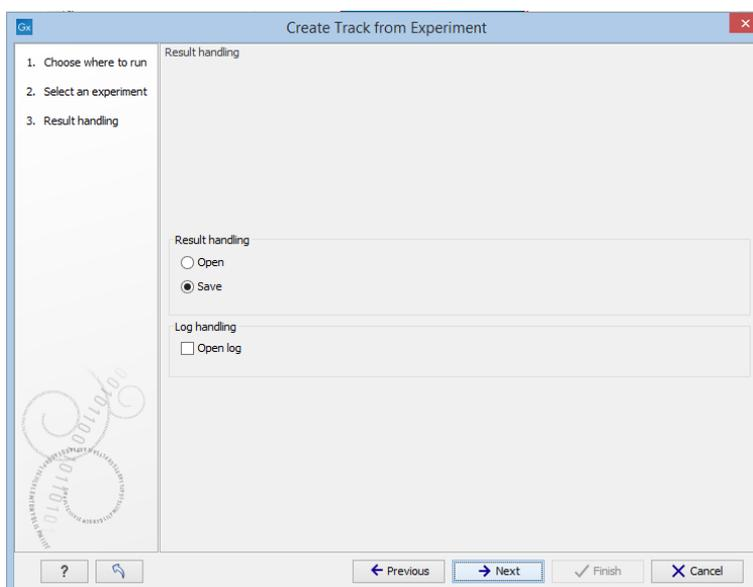 Gx
Create Track from Experiment
1. Choose where to run
2. Select an experiment
3. Result handling
Result handling
Result handling
Open
Save
Log handling
Open log
?
Previous
Next
Finish
Cancel